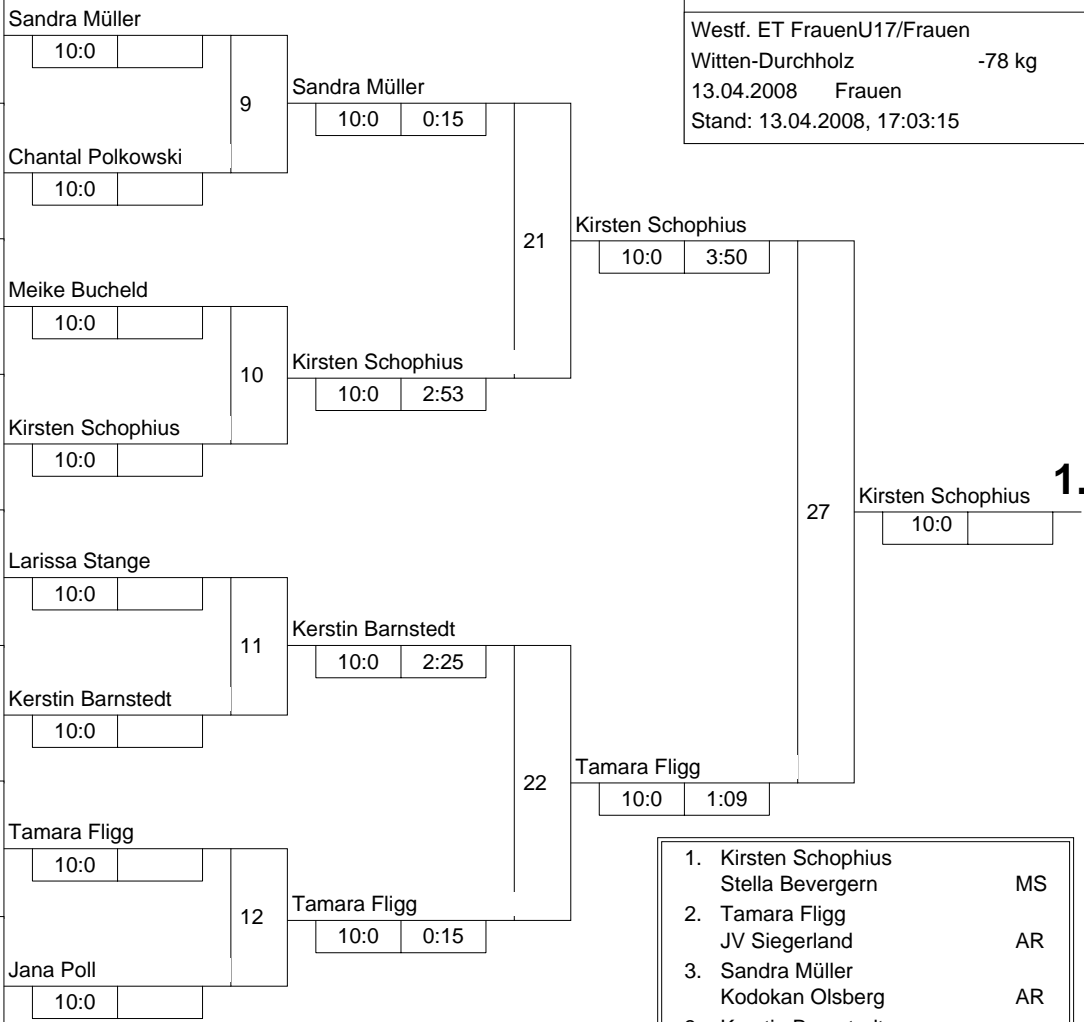 Westf. ET FrauenU17/Frauen
Witten-Durchholz -78 kg
13.04.2008 Frauen
Stand: 13.04.2008, 17:03:15
Sandra Müller
10:0
9
Chantal Polkowski
10:0
Meike Bucheld
10:0
10
Kirsten Schophius
10:0
Larissa Stange
10:0
11
Kerstin Barnstedt
10:0
Tamara Fligg
10:0
12
Jana Poll
10:0
Sandra Müller
10:0 0:15
21
Kirsten Schophius
10:0 2:53
Kerstin Barnstedt
10:0 2:25
22
Tamara Fligg
10:0 0:15
Kirsten Schophius
10:0 3:50
27
Tamara Fligg
10:0 1:09
Kirsten Schophius 1.
10:0
1. Kirsten Schophius
Stella Bevergern MS
2. Tamara Fligg
JV Siegerland AR
3. Sandra Müller
Kodokan Olsberg AR